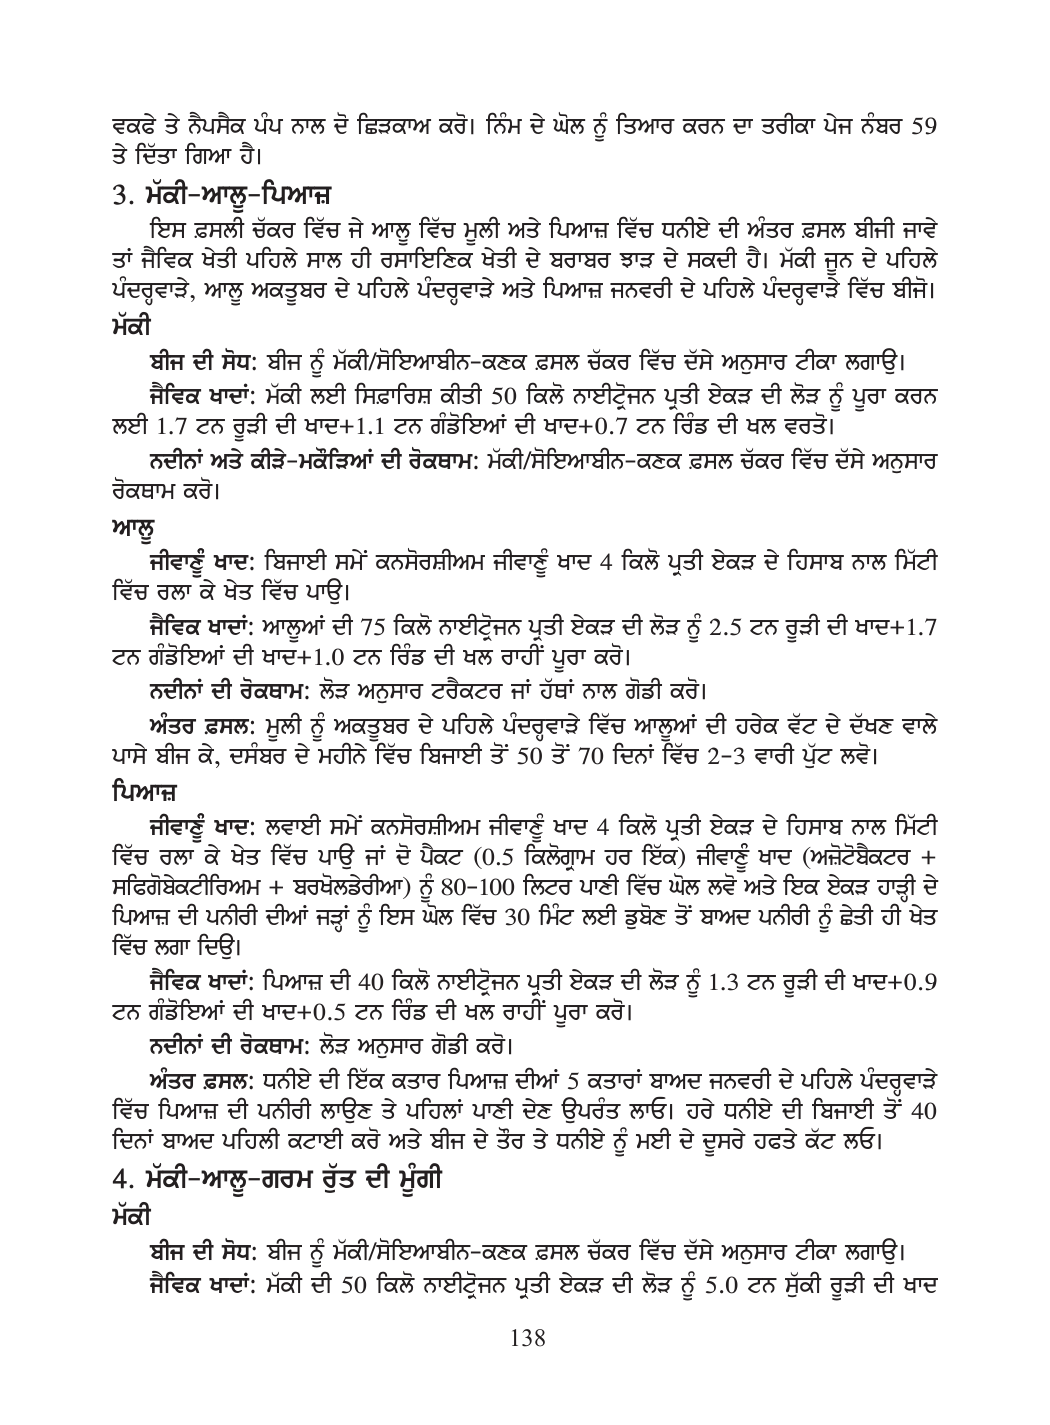 ਵਕਫੇ ਤੇ ਨੈਪਸੈਕ ਪੰਪ ਨਾਲ ਦੋ ਛਿੜਕਾਅ ਕਰੋ। ਨਿੰਮ ਦੇ ਘੋਲ ਨੂੰ ਤਿਆਰ ਕਰਨ ਦਾ ਤਰੀਕਾ ਪੇਜ ਨੰਬਰ 59
ਤੇ ਦਿੱਤਾ ਗਿਆ ਹੈ।
3. ਮੱਕੀ-ਆਲੂ-ਪਿਆਜ਼
ਇਸ ਫ਼ਸਲੀ ਚੱਕਰ ਵਿੱਚ ਜੇ ਆਲੂ ਵਿੱਚ ਮੂਲੀ ਅਤੇ ਪਿਆਜ਼ ਵਿੱਚ ਧਨੀਏ ਦੀ ਅੰਤਰ ਫ਼ਸਲ ਬੀਜੀ ਜਾਵੇ
ਤਾਂ ਜੈਵਿਕ ਖੇਤੀ ਪਹਿਲੇ ਸਾਲ ਹੀ ਰਸਾਇਣਿਕ ਖੇਤੀ ਦੇ ਬਰਾਬਰ ਝਾੜ ਦੇ ਸਕਦੀ ਹੈ। ਮੱਕੀ ਜੂਨ ਦੇ ਪਹਿਲੇ
ਪੰਦਰ੍ਹਵਾੜੇ, ਆਲੂ ਅਕਤੂਬਰ ਦੇ ਪਹਿਲੇ ਪੰਦਰ੍ਹਵਾੜੇ ਅਤੇ ਪਿਆਜ਼ ਜਨਵਰੀ ਦੇ ਪਹਿਲੇ ਪੰਦਰ੍ਹਵਾੜੇ ਵਿੱਚ ਬੀਜੋ।
ਮੱਕੀ
ਬੀਜ ਦੀ ਸੋਧ: ਬੀਜ ਨੂੰ ਮੱਕੀ/ਸੋਇਆਬੀਨ-ਕਣਕ ਫ਼ਸਲ ਚੱਕਰ ਵਿੱਚ ਦੱਸੇ ਅਨੁਸਾਰ ਟੀਕਾ ਲਗਾਉ।
ਜੈਵਿਕ ਖਾਦਾਂ: ਮੱਕੀ ਲਈ ਸਿਫ਼ਾਰਿਸ਼ ਕੀਤੀ 50 ਕਿਲੋ ਨਾਈਟ੍ਰੋਜਨ ਪ੍ਰਤੀ ਏਕੜ ਦੀ ਲੋੜ ਨੂੰ ਪੂਰਾ ਕਰਨ
ਲਈ 1.7 ਟਨ ਰੂੜੀ ਦੀ ਖਾਦ+1.1 ਟਨ ਗੰਡੋਇਆਂ ਦੀ ਖਾਦ+0.7 ਟਨ ਰਿੰਡ ਦੀ ਖਲ ਵਰਤੋ।
ਨਦੀਨਾਂ ਅਤੇ ਕੀੜੇ-ਮਕੌੜਿਆਂ ਦੀ ਰੋਕਥਾਮ: ਮੱਕੀ/ਸੋਇਆਬੀਨ-ਕਣਕ ਫ਼ਸਲ ਚੱਕਰ ਵਿੱਚ ਦੱਸੇ ਅਨੁਸਾਰ
ਰੋਕਥਾਮ ਕਰੋ।
ਆਲੂ
ਜੀਵਾਣੂੰ ਖਾਦ: ਬਿਜਾਈ ਸਮੇਂ ਕਨਸੋਰਸ਼ੀਅਮ ਜੀਵਾਣੂੰ ਖਾਦ 4 ਕਿਲੋ ਪ੍ਰਤੀ ਏਕੜ ਦੇ ਹਿਸਾਬ ਨਾਲ ਮਿੱਟੀ
ਵਿੱਚ ਰਲਾ ਕੇ ਖੇਤ ਵਿੱਚ ਪਾਉ।
ਜੈਵਿਕ ਖਾਦਾਂ: ਆਲੂਆਂ ਦੀ 75 ਕਿਲੋ ਨਾਈਟ੍ਰੋਜਨ ਪ੍ਰਤੀ ਏਕੜ ਦੀ ਲੋੜ ਨੂੰ 2.5 ਟਨ ਰੂੜੀ ਦੀ ਖਾਦ+1.7
ਟਨ ਗੰਡੋਇਆਂ ਦੀ ਖਾਦ+1.0 ਟਨ ਰਿੰਡ ਦੀ ਖਲ ਰਾਹੀਂ ਪੂਰਾ ਕਰੋ।
ਨਦੀਨਾਂ ਦੀ ਰੋਕਥਾਮ: ਲੋੜ ਅਨੁਸਾਰ ਟਰੈਕਟਰ ਜਾਂ ਹੱਥਾਂ ਨਾਲ ਗੋਡੀ ਕਰੋ।
ਅੰਤਰ ਫ਼ਸਲ: ਮੂਲੀ ਨੂੰ ਅਕਤੂਬਰ ਦੇ ਪਹਿਲੇ ਪੰਦਰ੍ਹਵਾੜੇ ਵਿੱਚ ਆਲੂਆਂ ਦੀ ਹਰੇਕ ਵੱਟ ਦੇ ਦੱਖਣ ਵਾਲੇ
ਪਾਸੇ ਬੀਜ ਕੇ, ਦਸੰਬਰ ਦੇ ਮਹੀਨੇ ਵਿੱਚ ਬਿਜਾਈ ਤੋਂ 50 ਤੋਂ 70 ਦਿਨਾਂ ਵਿੱਚ 2-3 ਵਾਰੀ ਪੁੱਟ ਲਵੋ।
ਪਿਆਜ਼
ਜੀਵਾਣੂੰ ਖਾਦ: ਲਵਾਈ ਸਮੇਂ ਕਨਸੋਰਸ਼ੀਅਮ ਜੀਵਾਣੂੰ ਖਾਦ 4 ਕਿਲੋ ਪ੍ਰਤੀ ਏਕੜ ਦੇ ਹਿਸਾਬ ਨਾਲ ਮਿੱਟੀ
ਵਿੱਚ ਰਲਾ ਕੇ ਖੇਤ ਵਿੱਚ ਪਾਉ ਜਾਂ ਦੋ ਪੈਕਟ (0.5 ਕਿਲੋਗ੍ਰਾਮ ਹਰ ਇੱਕ) ਜੀਵਾਣੂੰ ਖਾਦ (ਅਜ਼ੋਟੋਬੈਕਟਰ +
ਸਫਿਗੋਬੇਕਟੀਰਿਅਮ + ਬਰਖੋਲਡੇਰੀਆ) ਨੂੰ 80-100 ਲਿਟਰ ਪਾਣੀ ਵਿੱਚ ਘੋਲ ਲਵੋ ਅਤੇ ਇਕ ਏਕੜ ਹਾੜ੍ਹੀ ਦੇ
ਪਿਆਜ਼ ਦੀ ਪਨੀਰੀ ਦੀਆਂ ਜੜ੍ਹਾਂ ਨੂੰ ਇਸ ਘੋਲ ਵਿੱਚ 30 ਮਿੰਟ ਲਈ ਡੁਬੋਣ ਤੋਂ ਬਾਅਦ ਪਨੀਰੀ ਨੂੰ ਛੇਤੀ ਹੀ ਖੇਤ
ਵਿੱਚ ਲਗਾ ਦਿਉ।
ਜੈਵਿਕ ਖਾਦਾਂ: ਪਿਆਜ਼ ਦੀ 40 ਕਿਲੋ ਨਾਈਟ੍ਰੋਜਨ ਪ੍ਰਤੀ ਏਕੜ ਦੀ ਲੋੜ ਨੂੰ 1.3 ਟਨ ਰੂੜੀ ਦੀ ਖਾਦ+0.9
ਟਨ ਗੰਡੋਇਆਂ ਦੀ ਖਾਦ+0.5 ਟਨ ਰਿੰਡ ਦੀ ਖਲ ਰਾਹੀਂ ਪੂਰਾ ਕਰੋ।
ਨਦੀਨਾਂ ਦੀ ਰੋਕਥਾਮ: ਲੋੜ ਅਨੁਸਾਰ ਗੋਡੀ ਕਰੋ।
ਅੰਤਰ ਫ਼ਸਲ: ਧਨੀਏ ਦੀ ਇੱਕ ਕਤਾਰ ਪਿਆਜ਼ ਦੀਆਂ 5 ਕਤਾਰਾਂ ਬਾਅਦ ਜਨਵਰੀ ਦੇ ਪਹਿਲੇ ਪੰਦਰ੍ਹਵਾੜੇ
ਵਿੱਚ ਪਿਆਜ਼ ਦੀ ਪਨੀਰੀ ਲਾਉਣ ਤੇ ਪਹਿਲਾਂ ਪਾਣੀ ਦੇਣ ਉਪਰੰਤ ਲਾਓ। ਹਰੇ ਧਨੀਏ ਦੀ ਬਿਜਾਈ ਤੋਂ 40
ਦਿਨਾਂ ਬਾਅਦ ਪਹਿਲੀ ਕਟਾਈ ਕਰੋ ਅਤੇ ਬੀਜ ਦੇ ਤੌਰ ਤੇ ਧਨੀਏ ਨੂੰ ਮਈ ਦੇ ਦੂਸਰੇ ਹਫਤੇ ਕੱਟ ਲਓ।
4. ਮੱਕੀ-ਆਲੂ-ਗਰਮ ਰੁੱਤ ਦੀ ਮੂੰਗੀ
ਮੱਕੀ
ਬੀਜ ਦੀ ਸੋਧ: ਬੀਜ ਨੂੰ ਮੱਕੀ/ਸੋਇਆਬੀਨ-ਕਣਕ ਫ਼ਸਲ ਚੱਕਰ ਵਿੱਚ ਦੱਸੇ ਅਨੁਸਾਰ ਟੀਕਾ ਲਗਾਉ।
ਜੈਵਿਕ ਖਾਦਾਂ: ਮੱਕੀ ਦੀ 50 ਕਿਲੋ ਨਾਈਟ੍ਰੋਜਨ ਪ੍ਰਤੀ ਏਕੜ ਦੀ ਲੋੜ ਨੂੰ 5.0 ਟਨ ਸੁੱਕੀ ਰੂੜੀ ਦੀ ਖਾਦ
138